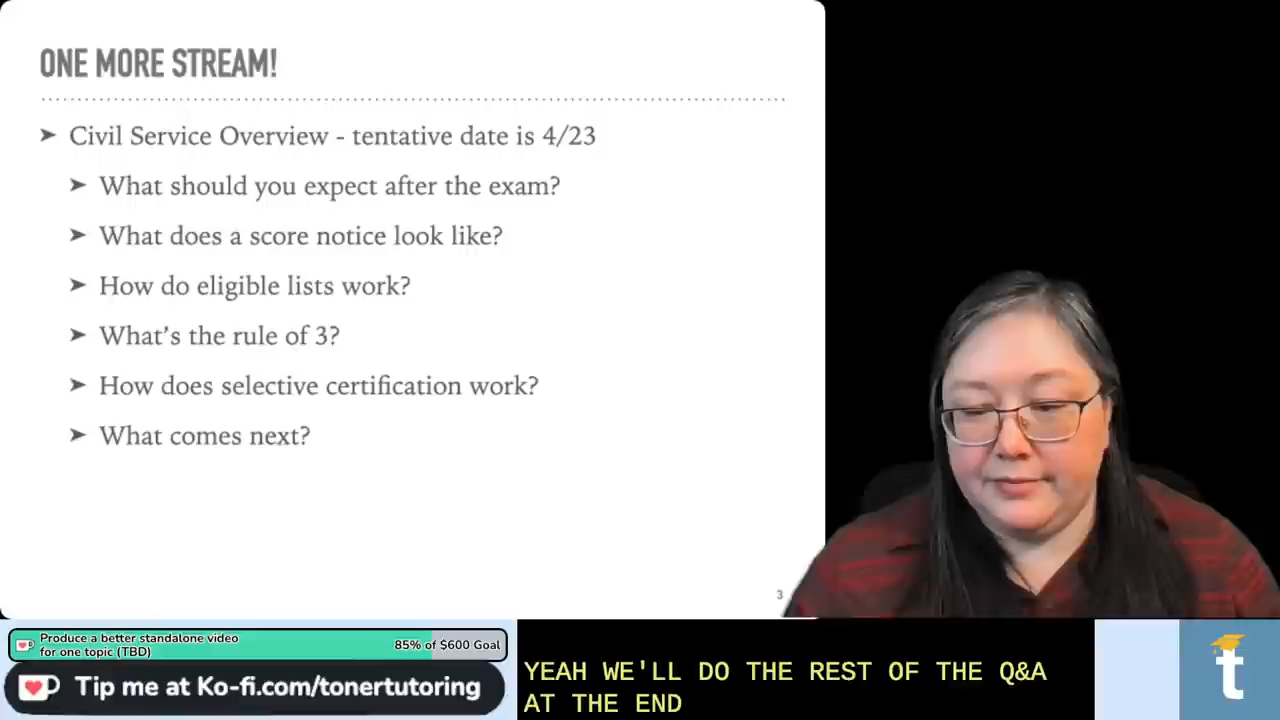 ONE MORE STREAM!
➤ Civil Service Overview - tentative date is 4/23
➤ What should you expect after the exam?
➤ What does a score notice look like?
➤ How do eligible lists work?
➤ What's the rule of 3?
➤ How does selective certification work?
➤ What comes next?
3
Produce a better standalone video
for one topic (TBD)
85% of $600 Goal
Tip me at Ko-fi.com/tonertutoring
YEAH WE'LL DO THE REST OF THE Q&A
AT THE END
t